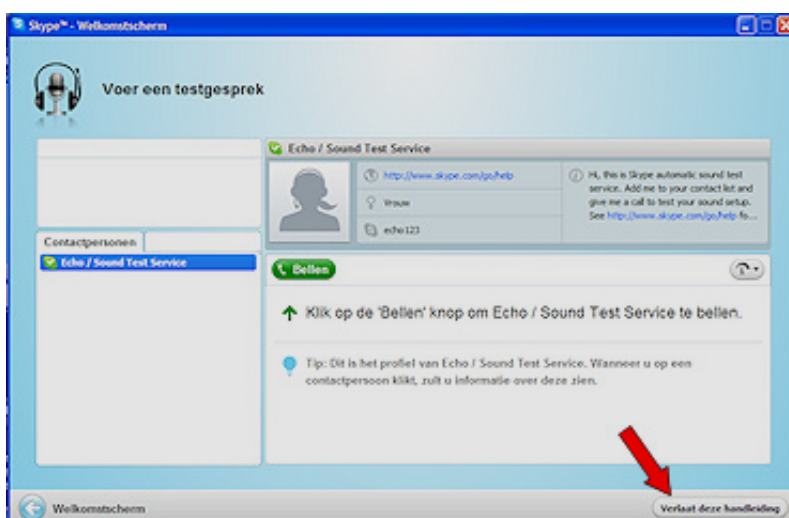 Skype™ - Welkomstscherm
Voer een testgesprek
Echo / Sound Test Service
http://www.skype.com/go/help
Vrouw
echo123
Hi, this is Skype automatic sound test
service. Add me to your contact list and
give me a call to test your sound setup.
See http://www.skype.com/go/help fo...
Contactpersonen
Echo / Sound Test Service
Bellen
Klik op de 'Bellen' knop om Echo / Sound Test Service te bellen.
Tip: Dit is het profiel van Echo / Sound Test Service. Wanneer u op een
contactpersoon klikt, zult u informatie over deze zien.
Welkomstscherm
Verlaat deze handleiding